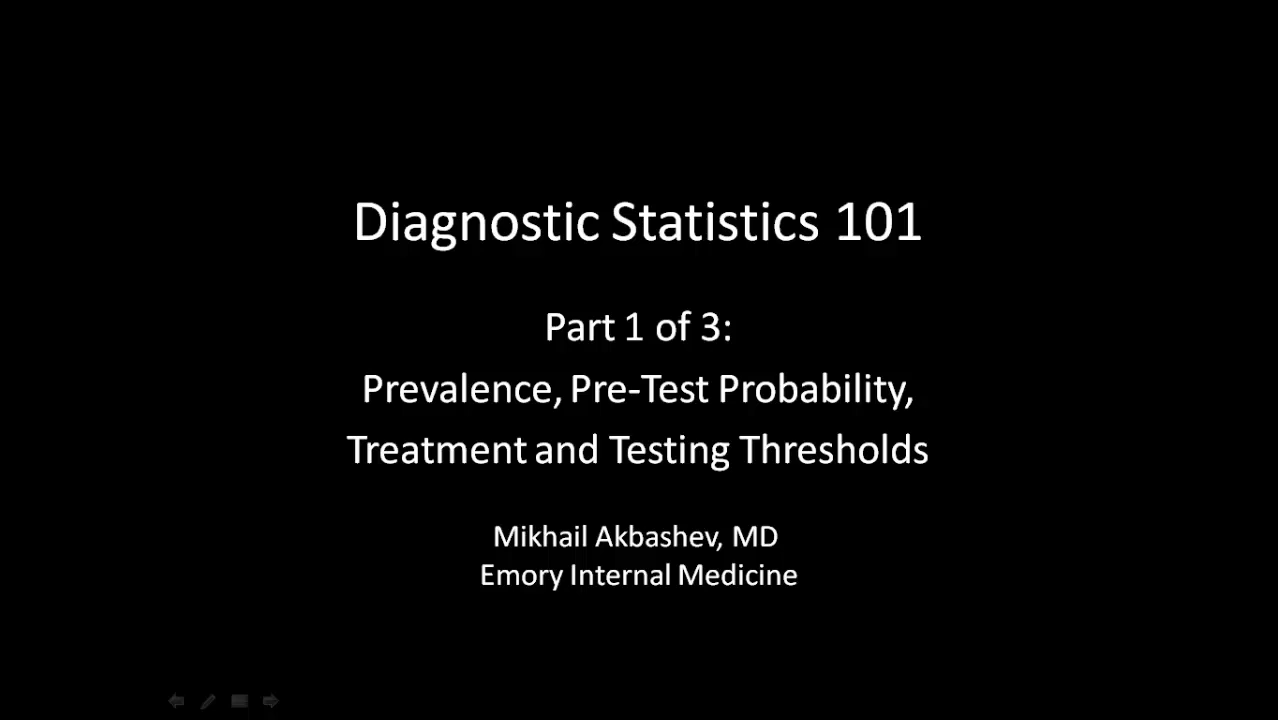 Diagnostic Statistics 101
Part 1 of 3:
Prevalence, Pre-Test Probability,
Treatment and Testing Thresholds
Mikhail Akbashev, MD
Emory Internal Medicine